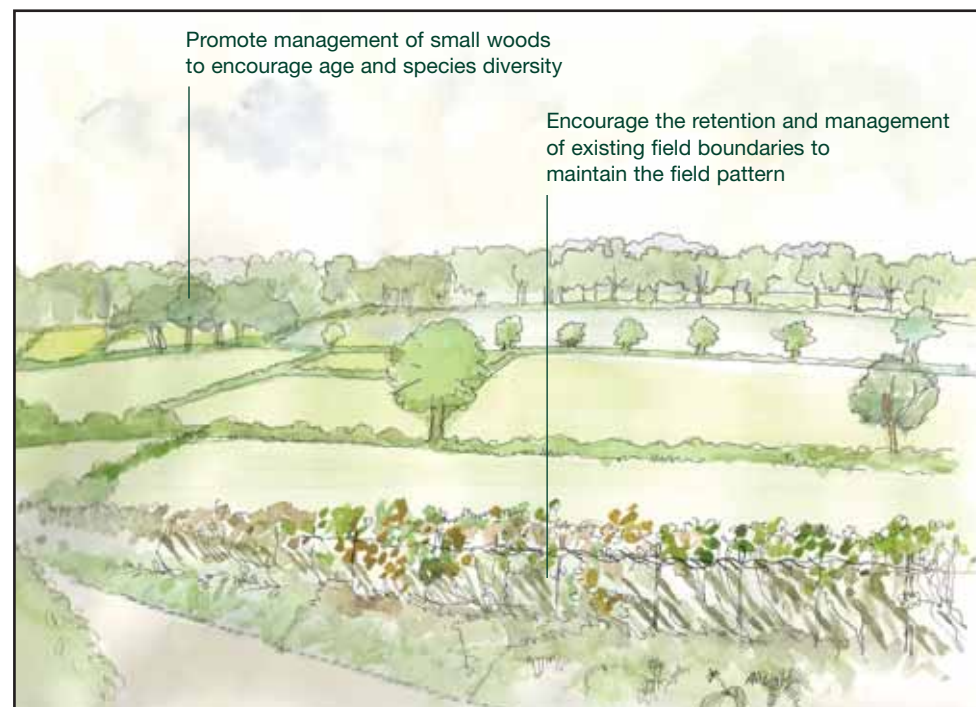 Promote management of small woods
to encourage age and species diversity
Encourage the retention and management
of existing field boundaries to
maintain the field pattern